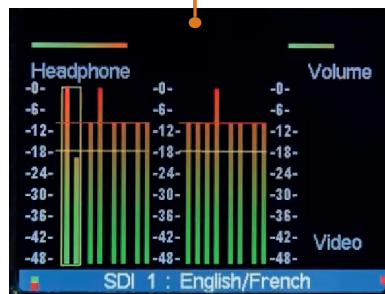 Headphone Volume
-0- -0- -0-
-6- -6- -6-
-12- -12- -12-
-18- -18- -18-
-24- -24- -24-
-30- -30- -30-
-36- -36- -36-
-42- -42- -42- Video
-48- -48- -48-
SDI 1 : English/French